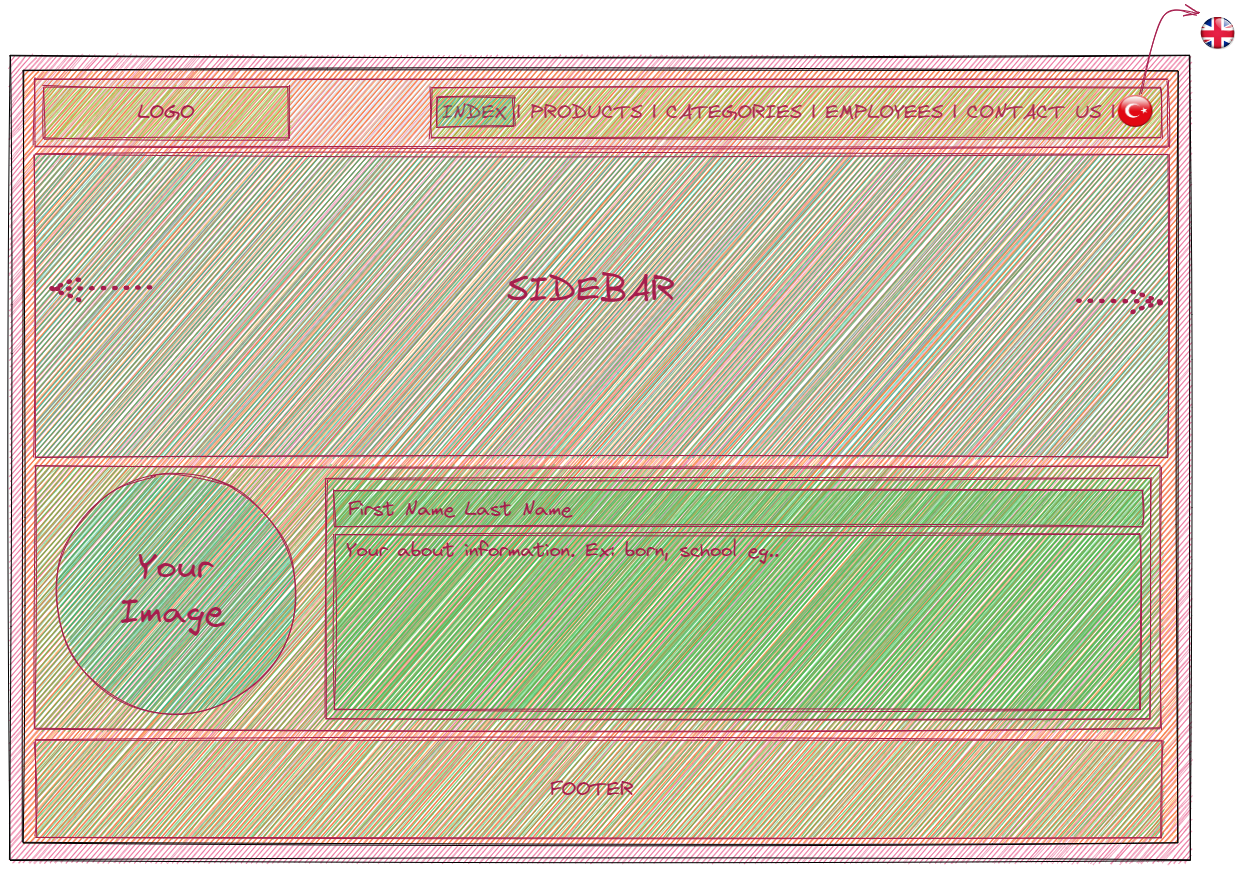 LOGO
INDEX | PRODUCTS | CATEGORIES | EMPLOYEES | CONTACT US |
SIDEBAR
Your
Image
First Name Last Name
Your about information. Ex: born, school eg..
FOOTER